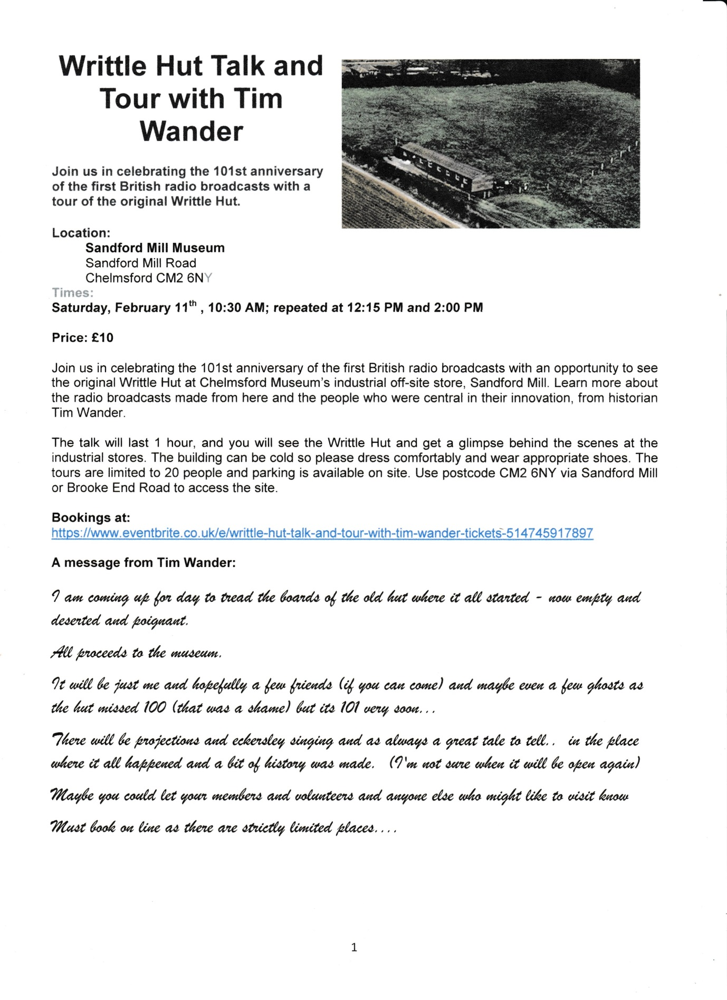 Writtle Hut Talk and
Tour with Tim
Wander
Join us in celebrating the 101st anniversary
of the first British radio broadcasts with a
tour of the original Writtle Hut.
Location:
Sandford Mill Museum
Sandford Mill Road
Chelmsford CM2 6NY
Times:
Saturday, February 11th , 10:30 AM; repeated at 12:15 PM and 2:00 PM
Price: £10
Join us in celebrating the 101st anniversary of the first British radio broadcasts with an opportunity to see
the original Writtle Hut at Chelmsford Museum's industrial off-site store, Sandford Mill. Learn more about
the radio broadcasts made from here and the people who were central in their innovation, from historian
Tim Wander.
The talk will last 1 hour, and you will see the Writtle Hut and get a glimpse behind the scenes at the
industrial stores. The building can be cold so please dress comfortably and wear appropriate shoes. The
tours are limited to 20 people and parking is available on site. Use postcode CM2 6NY via Sandford Mill
or Brooke End Road to access the site.
Bookings at:
https://www.eventbrite.co.uk/e/writtle-hut-talk-and-tour-with-tim-wander-tickets-514745917897
A message from Tim Wander:
I am coming up for day to tread the boards of the old hut where it all started - now empty and
deserted and poignant.
All proceeds to the museum.
It will be just me and hopefully a few friends (if you can come) and maybe even a few ghosts as
the hut missed 100 (that was a shame) but its 101 very soon...
There will be projections and eckersley singing and as always a great tale to tell.. in the place
where it all happened and a bit of history was made. (I'm not sure when it will be open again)
Maybe you could let your members and volunteers and anyone else who might like to visit know
Must book on line as there are strictly limited places....
1